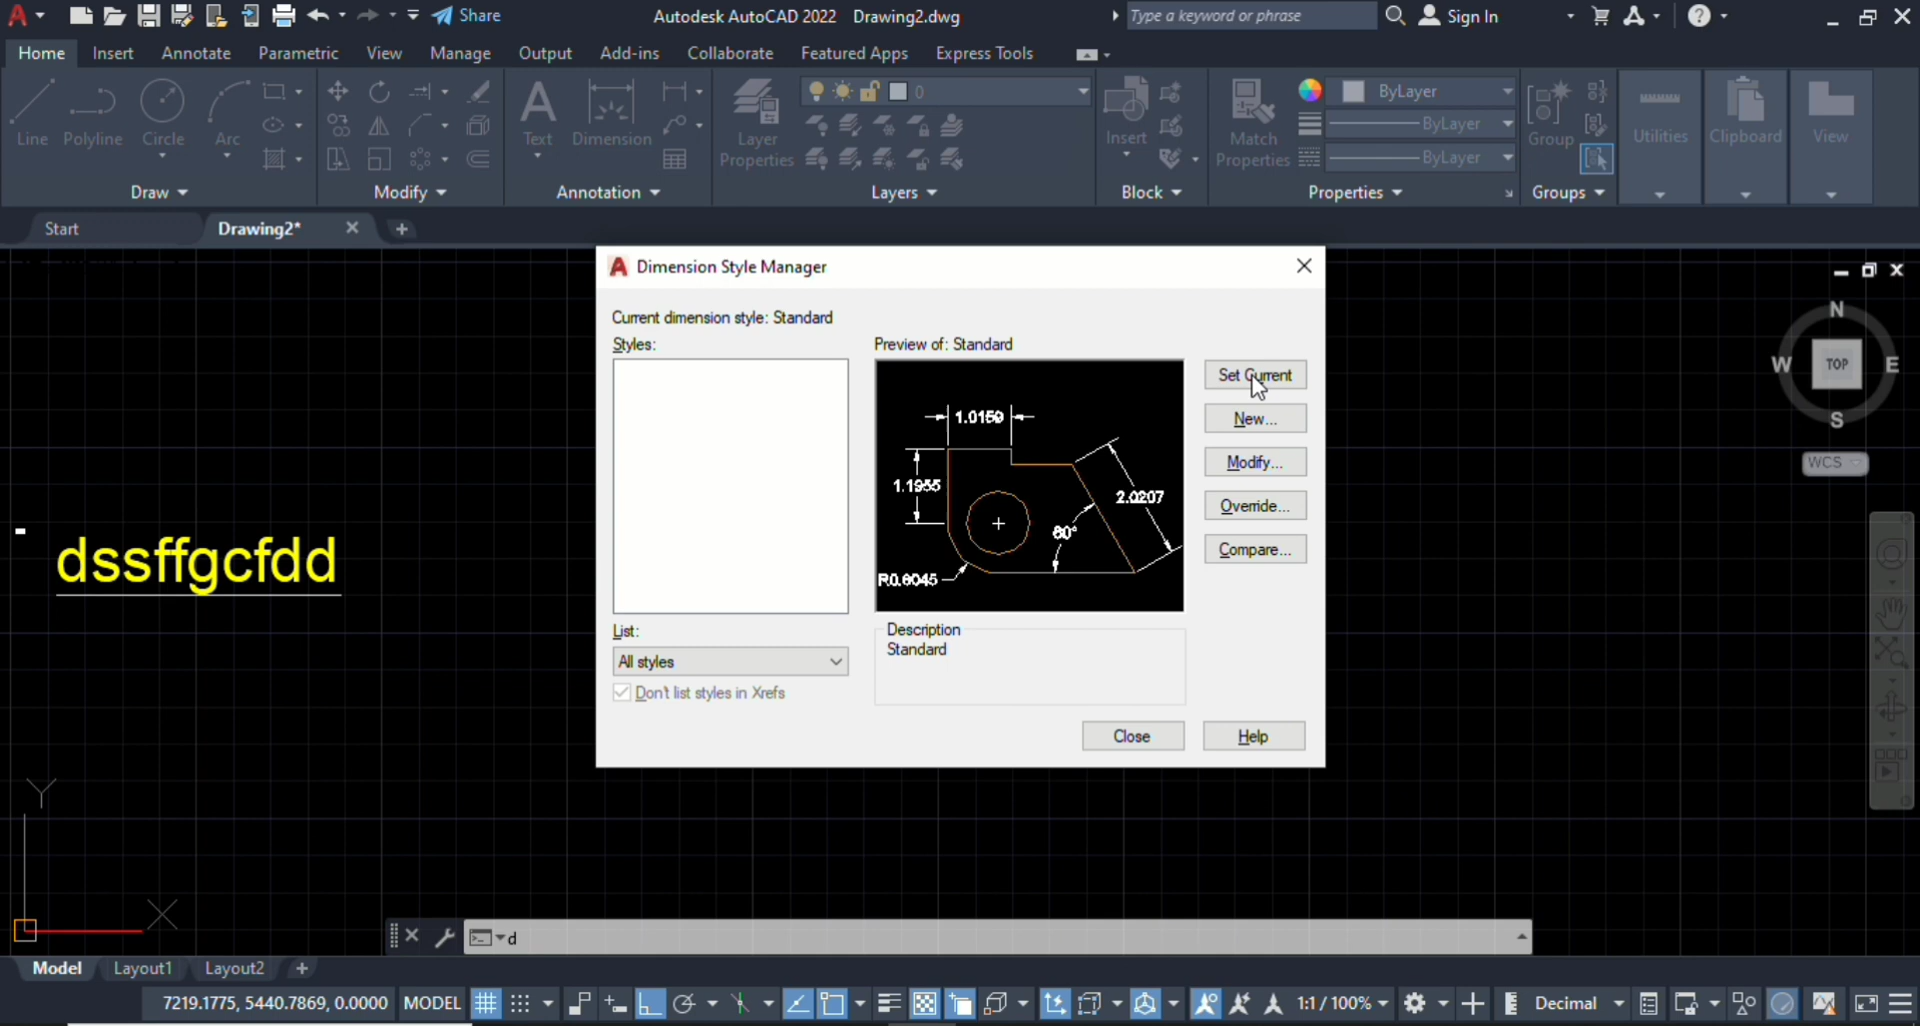 Share
Autodesk AutoCAD 2022 Drawing2.dwg
Type a keyword or phrase
Sign In
Home Insert Annotate Parametric View Manage Output Add-ins Collaborate Featured Apps Express Tools
Line Polyline Circle Arc
Text Dimension
Layer Properties
0
Insert
Match Properties
ByLayer
ByLayer
ByLayer
Group
Utilities
Clipboard
View
Draw Modify Annotation Layers Block Properties Groups
Start Drawing2*
Dimension Style Manager
Current dimension style: Standard
Styles:
Preview of: Standard
1.0159
1.1955
2.0207
60°
R0.8045
Set Current
New...
Modify...
Override...
Compare...
List:
All styles
Don't list styles in Xrefs
Description
Standard
Close Help
dssffgcfdd
N
W TOP E
S
WCS
Y
X
d
Model Layout1 Layout2
7219.1775, 5440.7869, 0.0000 MODEL 1:1 / 100% Decimal